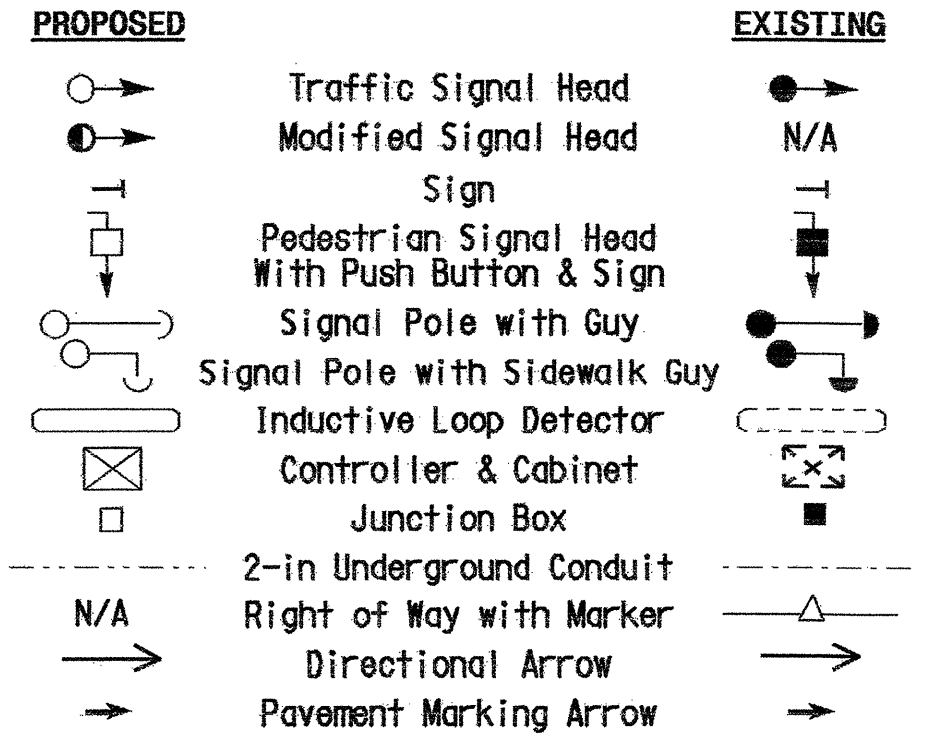 PROPOSED EXISTING
Traffic Signal Head
Modified Signal Head N/A
Sign
Pedestrian Signal Head
With Push Button & Sign
Signal Pole with Guy
Signal Pole with Sidewalk Guy
Inductive Loop Detector
Controller & Cabinet
Junction Box
2-in Underground Conduit
N/A Right of Way with Marker
Directional Arrow
Pavement Marking Arrow